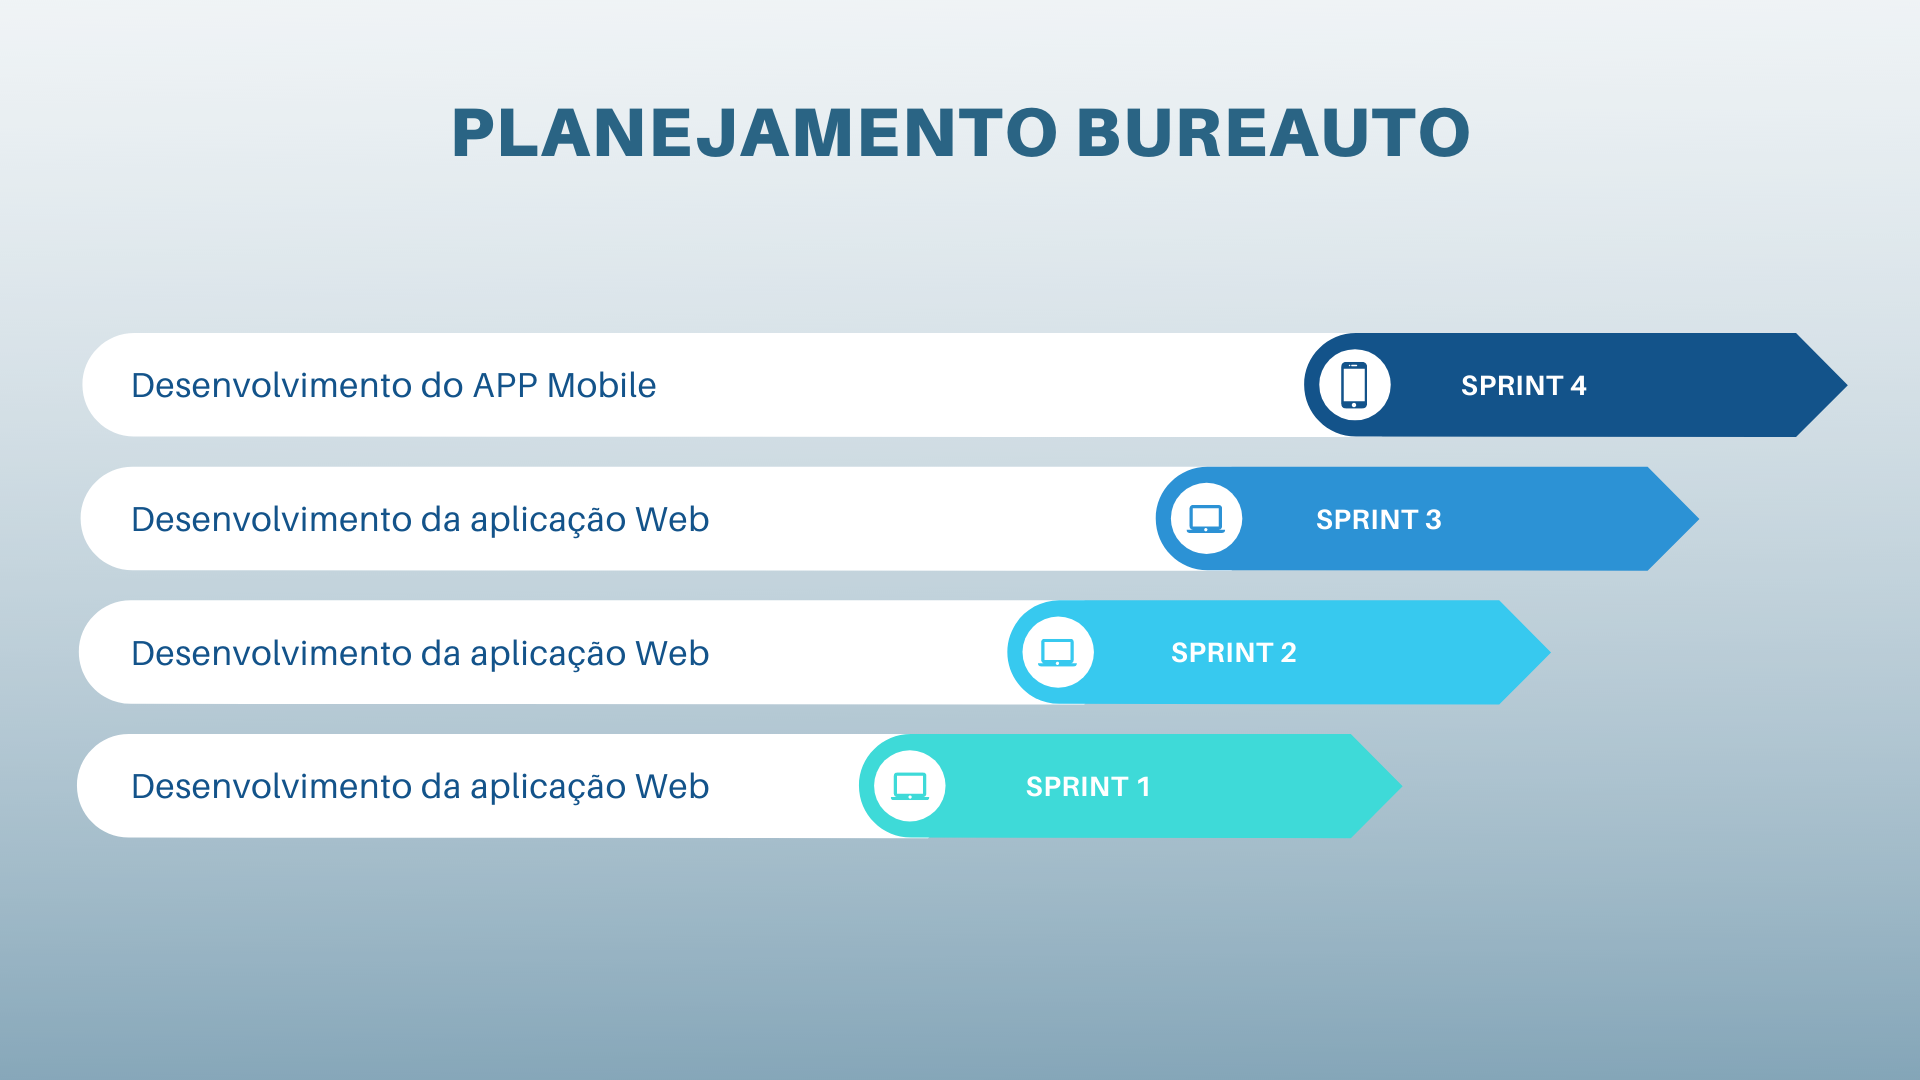 PLANEJAMENTO BUREAUTO
Desenvolvimento do APP Mobile SPRINT 4
Desenvolvimento da aplicação Web SPRINT 3
Desenvolvimento da aplicação Web SPRINT 2
Desenvolvimento da aplicação Web SPRINT 1